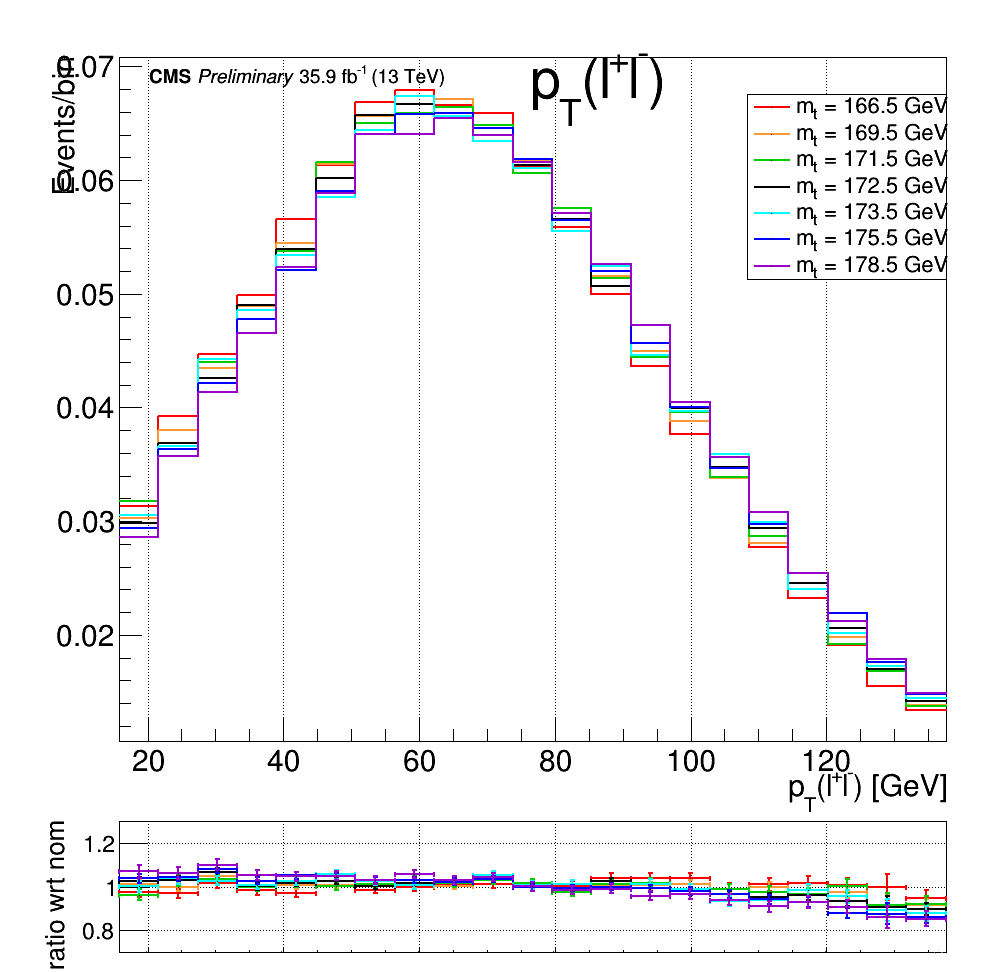 p_T(l⁺l⁻)
CMS Preliminary 35.9 fb⁻¹ (13 TeV)
Events/bin
0.07
0.06
0.05
0.04
0.03
0.02
m_t = 166.5 GeV
m_t = 169.5 GeV
m_t = 171.5 GeV
m_t = 172.5 GeV
m_t = 173.5 GeV
m_t = 175.5 GeV
m_t = 178.5 GeV
20 40 60 80 100 120
p_T(l⁺l⁻) [GeV]
ratio wrt nom
1.2
1
0.8